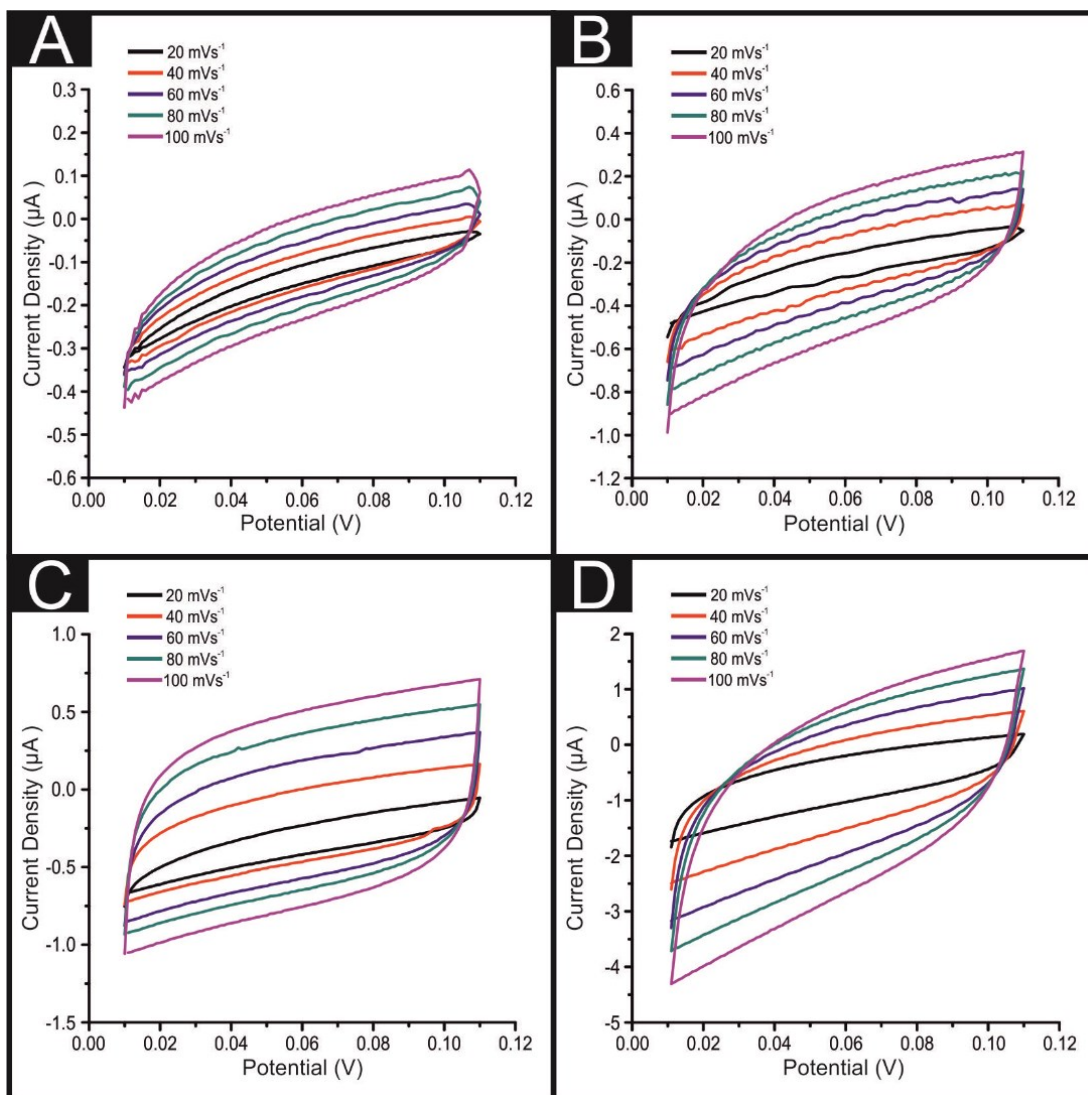 A
20 mVs⁻¹
40 mVs⁻¹
60 mVs⁻¹
80 mVs⁻¹
100 mVs⁻¹
0.3
0.2
0.1
0.0
-0.1
-0.2
-0.3
-0.4
-0.5
-0.6
Current Density (µA )
0.00 0.02 0.04 0.06 0.08 0.10 0.12
Potential (V)
B
20 mVs⁻¹
40 mVs⁻¹
60 mVs⁻¹
80 mVs⁻¹
100 mVs⁻¹
0.6
0.4
0.2
0.0
-0.2
-0.4
-0.6
-0.8
-1.0
-1.2
Current Density (µA )
0.00 0.02 0.04 0.06 0.08 0.10 0.12
Potential (V)
C
20 mVs⁻¹
40 mVs⁻¹
60 mVs⁻¹
80 mVs⁻¹
100 mVs⁻¹
1.0
0.5
0.0
-0.5
-1.0
-1.5
Current Density (µA )
0.00 0.02 0.04 0.06 0.08 0.10 0.12
Potential (V)
D
20 mVs⁻¹
40 mVs⁻¹
60 mVs⁻¹
80 mVs⁻¹
100 mVs⁻¹
2
1
0
-1
-2
-3
-4
-5
Current Density (µA )
0.00 0.02 0.04 0.06 0.08 0.10 0.12
Potential (V)